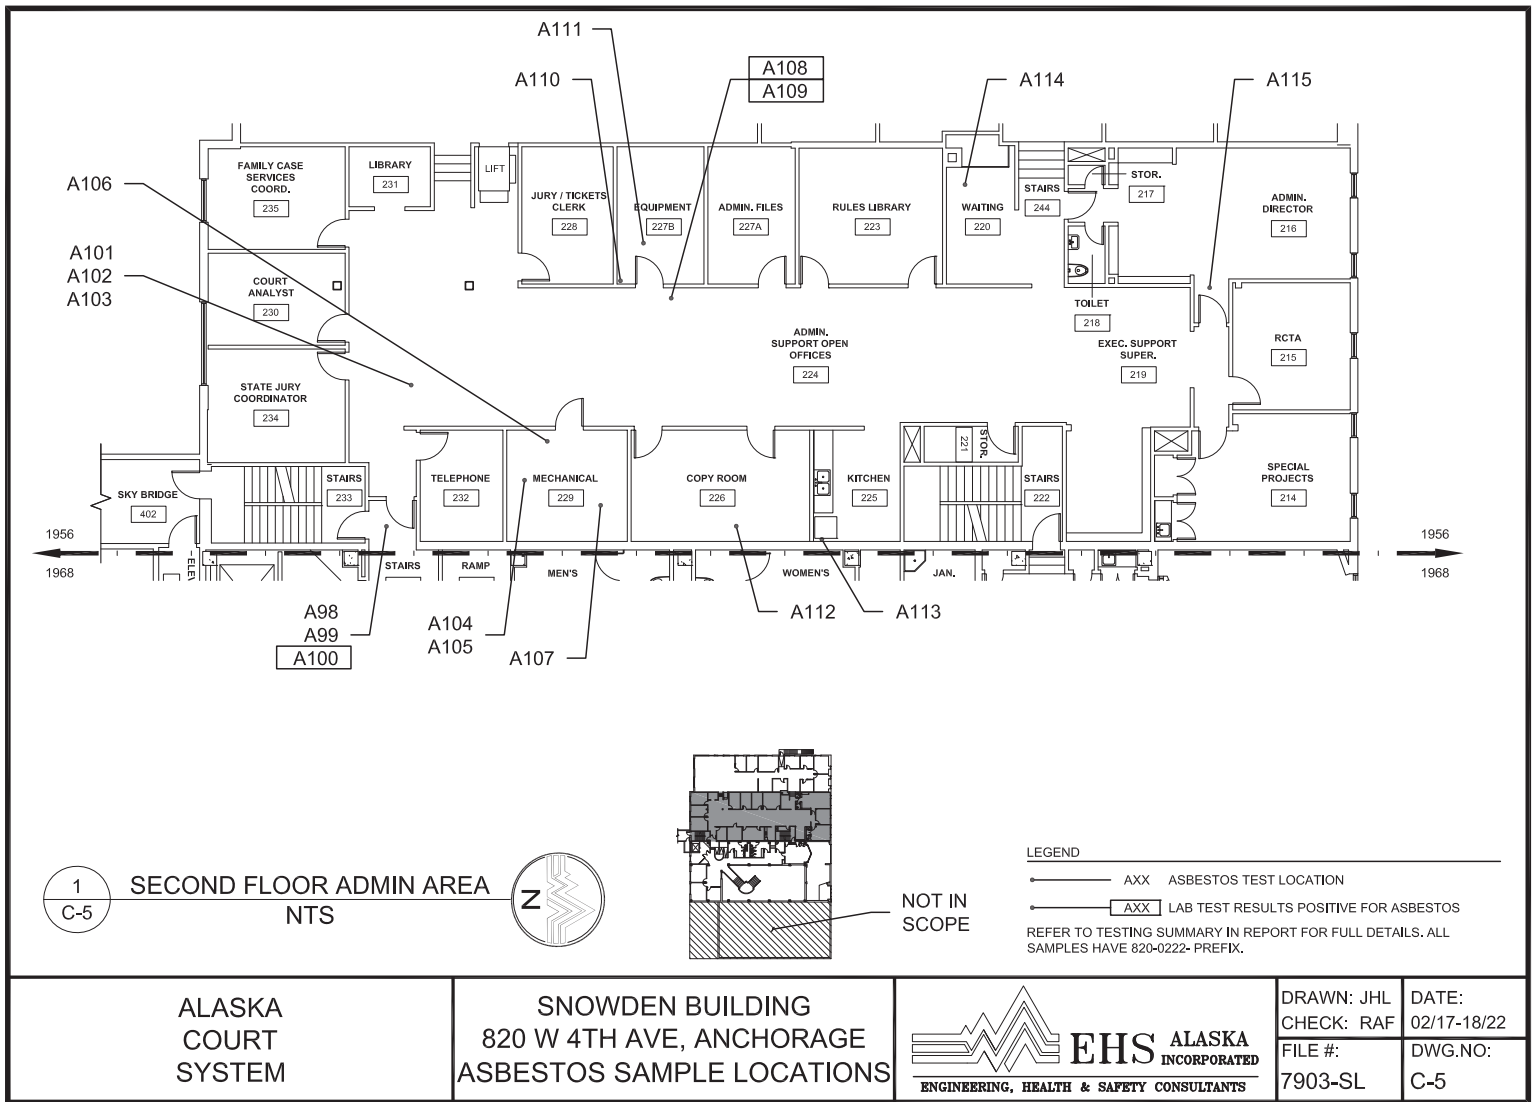 A111
A110
A108
A109
A114
A115
A106
A101
A102
A103
FAMILY CASE
SERVICES
COORD.
235
LIBRARY
231
LIFT
JURY / TICKETS
CLERK
228
EQUIPMENT
227B
ADMIN. FILES
227A
RULES LIBRARY
223
WAITING
220
STAIRS
244
STOR.
217
ADMIN.
DIRECTOR
216
COURT
ANALYST
230
TOILET
218
ADMIN.
SUPPORT OPEN
OFFICES
224
EXEC. SUPPORT
SUPER.
219
RCTA
215
STATE JURY
COORDINATOR
234
SKY BRIDGE
402
STAIRS
233
TELEPHONE
232
MECHANICAL
229
COPY ROOM
226
KITCHEN
225
STOR.
221
STAIRS
222
SPECIAL
PROJECTS
214
1956
1968
1956
1968
ELEV
STAIRS
RAMP
MEN'S
WOMEN'S
JAN.
A98
A99
A100
A104
A105
A107
A112
A113
1
C-5
SECOND FLOOR ADMIN AREA
NTS
N
NOT IN
SCOPE
LEGEND
AXX ASBESTOS TEST LOCATION
AXX LAB TEST RESULTS POSITIVE FOR ASBESTOS
REFER TO TESTING SUMMARY IN REPORT FOR FULL DETAILS. ALL
SAMPLES HAVE 820-0222- PREFIX.
ALASKA
COURT
SYSTEM
SNOWDEN BUILDING
820 W 4TH AVE, ANCHORAGE
ASBESTOS SAMPLE LOCATIONS
EHS ALASKA
INCORPORATED
ENGINEERING, HEALTH & SAFETY CONSULTANTS
DRAWN: JHL
CHECK: RAF
DATE:
02/17-18/22
FILE #:
7903-SL
DWG.NO:
C-5